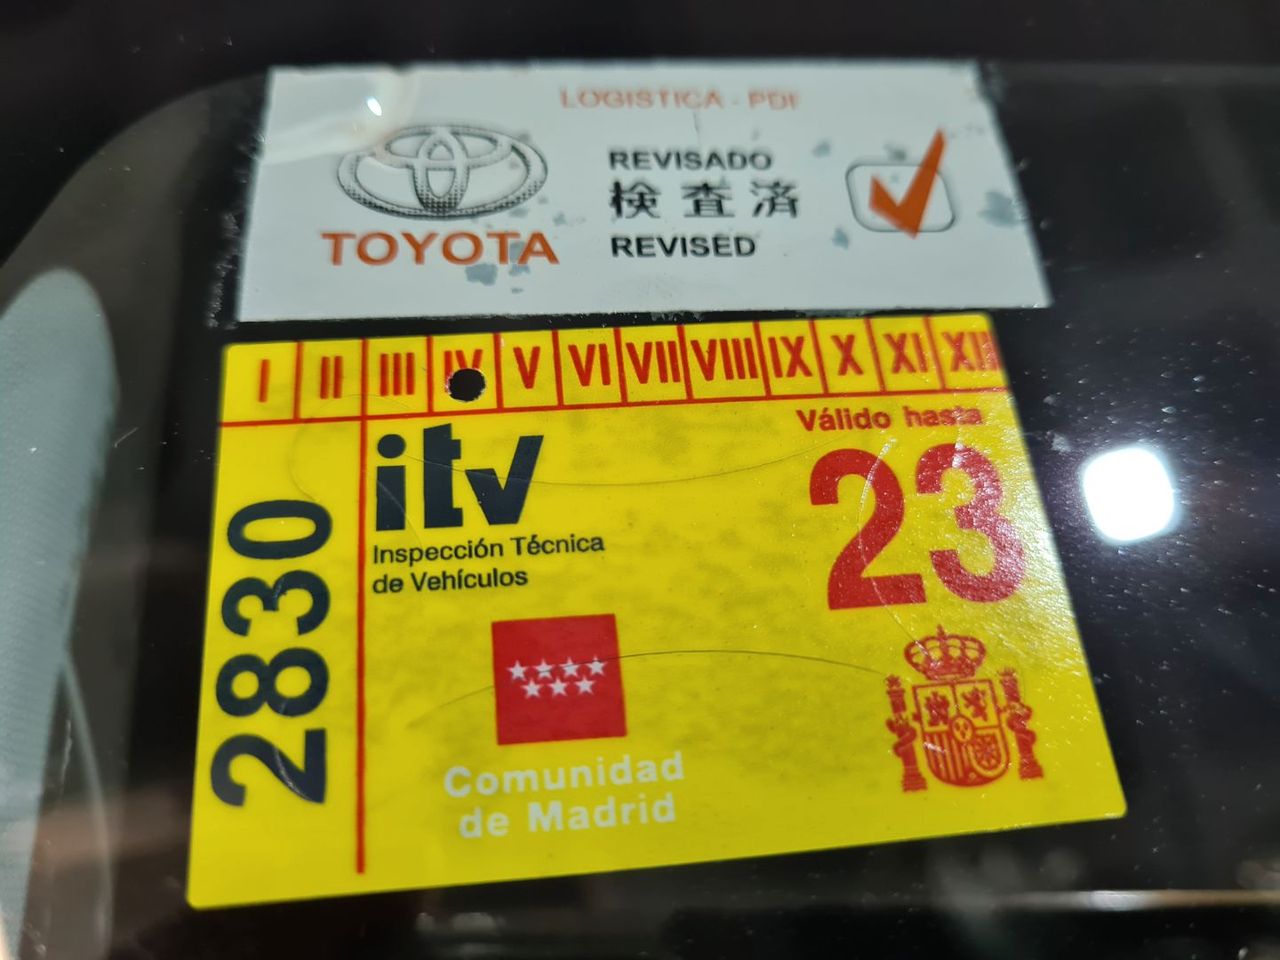 LOGISTICA - PDI
TOYOTA
REVISADO
検査済
REVISED
I II III IV V VI VII VIII IX X XI XII
2830
itv
Inspección Técnica
de Vehículos
Válido hasta
23
Comunidad
de Madrid